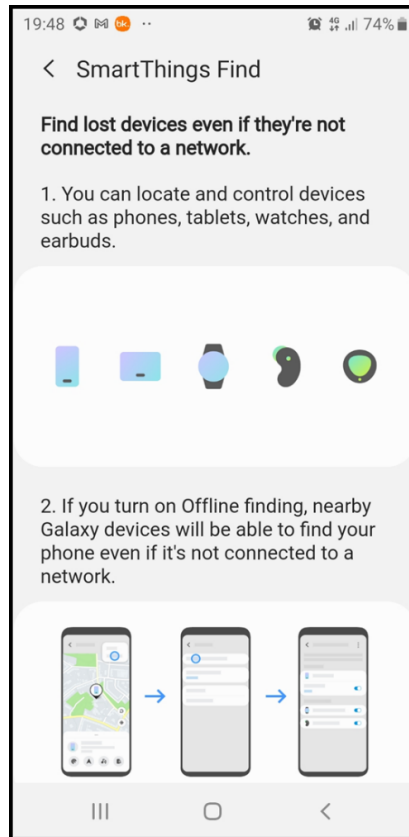 19:48 bk. 4G 74%
SmartThings Find
Find lost devices even if they're not
connected to a network.
1. You can locate and control devices
such as phones, tablets, watches, and
earbuds.
2. If you turn on Offline finding, nearby
Galaxy devices will be able to find your
phone even if it's not connected to a
network.